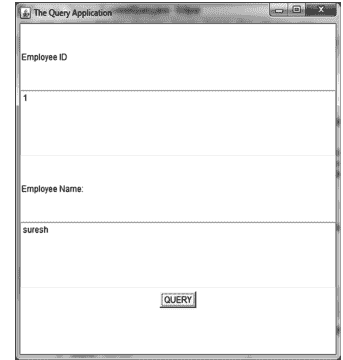 The Query Application
Employee ID
1
Employee Name:
suresh
QUERY